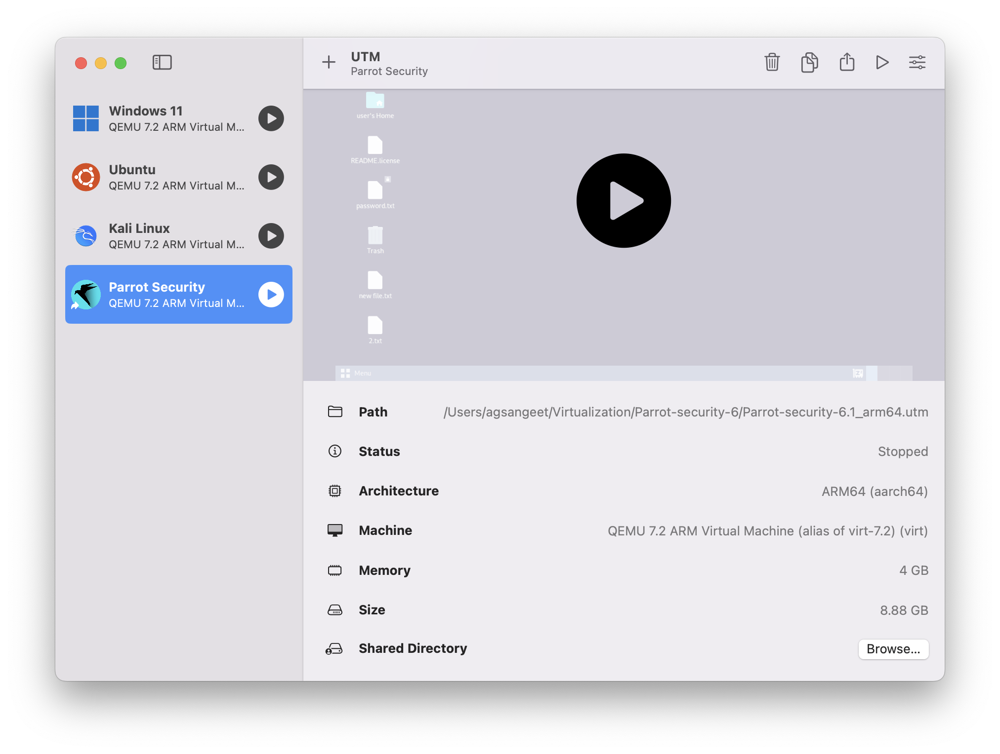 UTM
Parrot Security
Windows 11
QEMU 7.2 ARM Virtual M...
Ubuntu
QEMU 7.2 ARM Virtual M...
Kali Linux
QEMU 7.2 ARM Virtual M...
Parrot Security
QEMU 7.2 ARM Virtual M...
user's Home
README.license
password.txt
Trash
new file.txt
2.txt
Menu
Path /Users/agsangeet/Virtualization/Parrot-security-6/Parrot-security-6.1_arm64.utm
Status Stopped
Architecture ARM64 (aarch64)
Machine QEMU 7.2 ARM Virtual Machine (alias of virt-7.2) (virt)
Memory 4 GB
Size 8.88 GB
Shared Directory Browse...